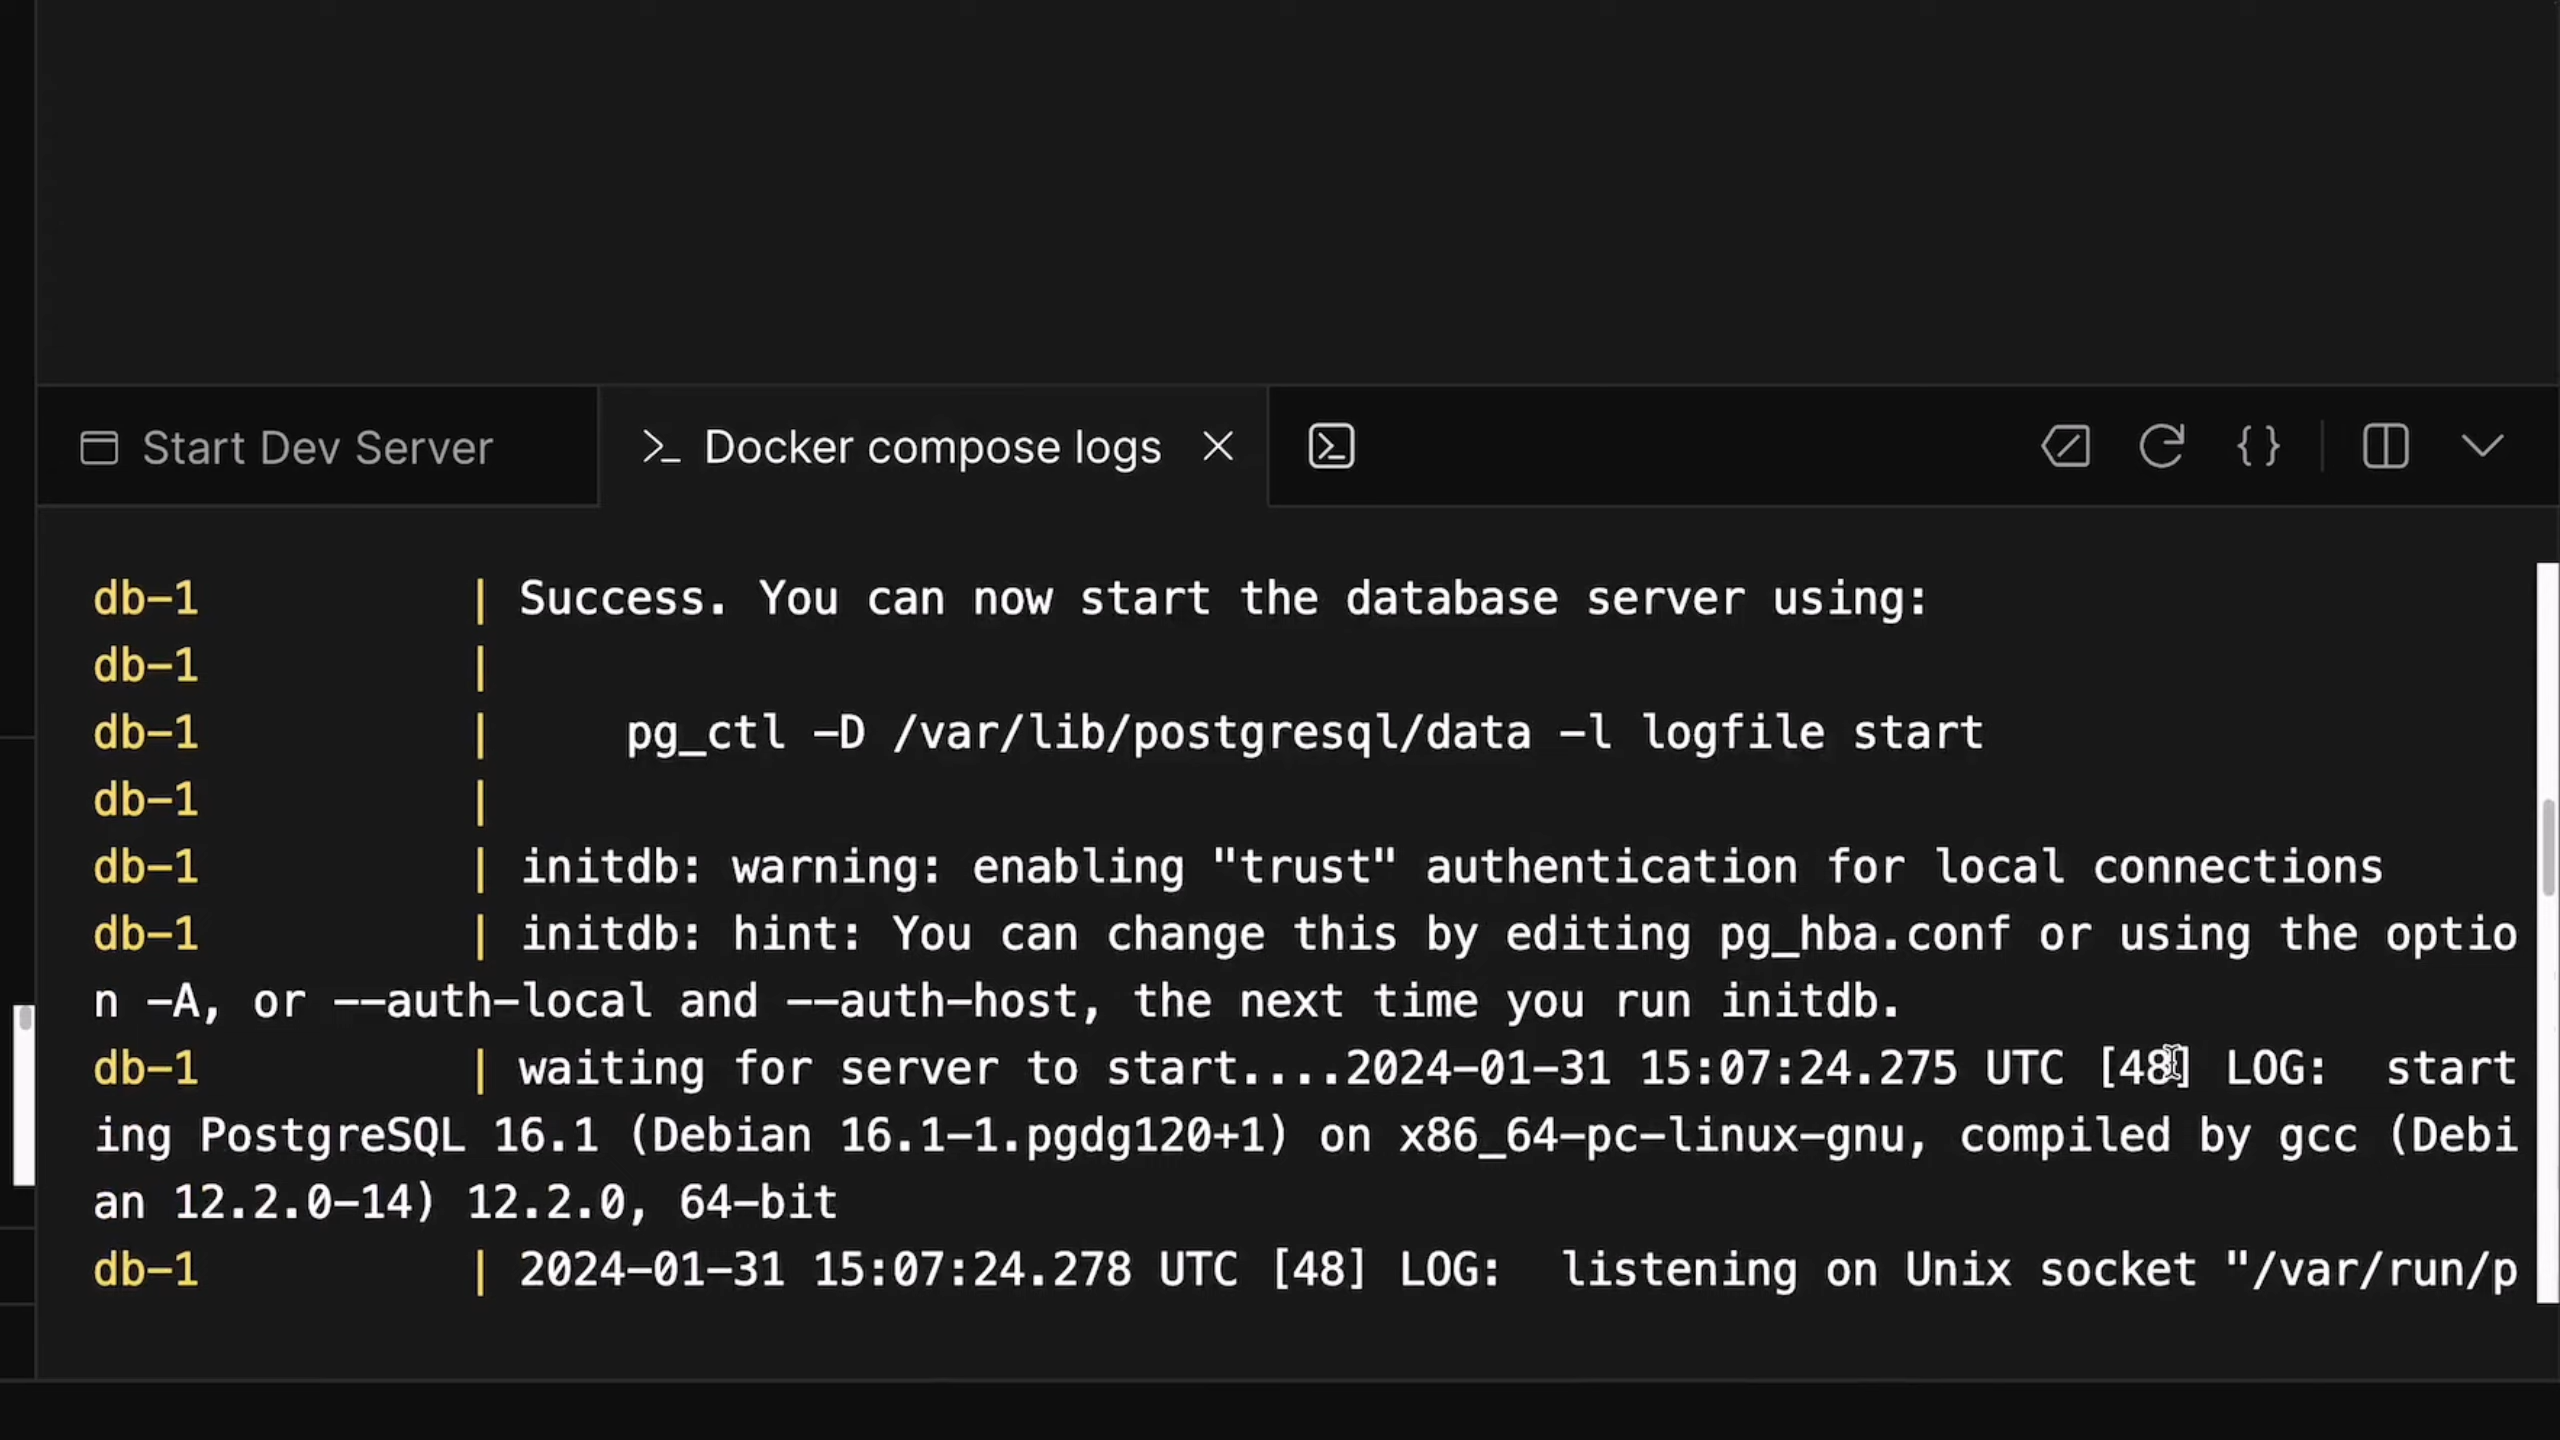 Start Dev Server
>_ Docker compose logs
db-1 | Success. You can now start the database server using:
db-1 |
db-1 | pg_ctl -D /var/lib/postgresql/data -l logfile start
db-1 |
db-1 | initdb: warning: enabling "trust" authentication for local connections
db-1 | initdb: hint: You can change this by editing pg_hba.conf or using the optio
n -A, or --auth-local and --auth-host, the next time you run initdb.
db-1 | waiting for server to start....2024-01-31 15:07:24.275 UTC [48] LOG:  start
ing PostgreSQL 16.1 (Debian 16.1-1.pgdg120+1) on x86_64-pc-linux-gnu, compiled by gcc (Debi
an 12.2.0-14) 12.2.0, 64-bit
db-1 | 2024-01-31 15:07:24.278 UTC [48] LOG:  listening on Unix socket "/var/run/p